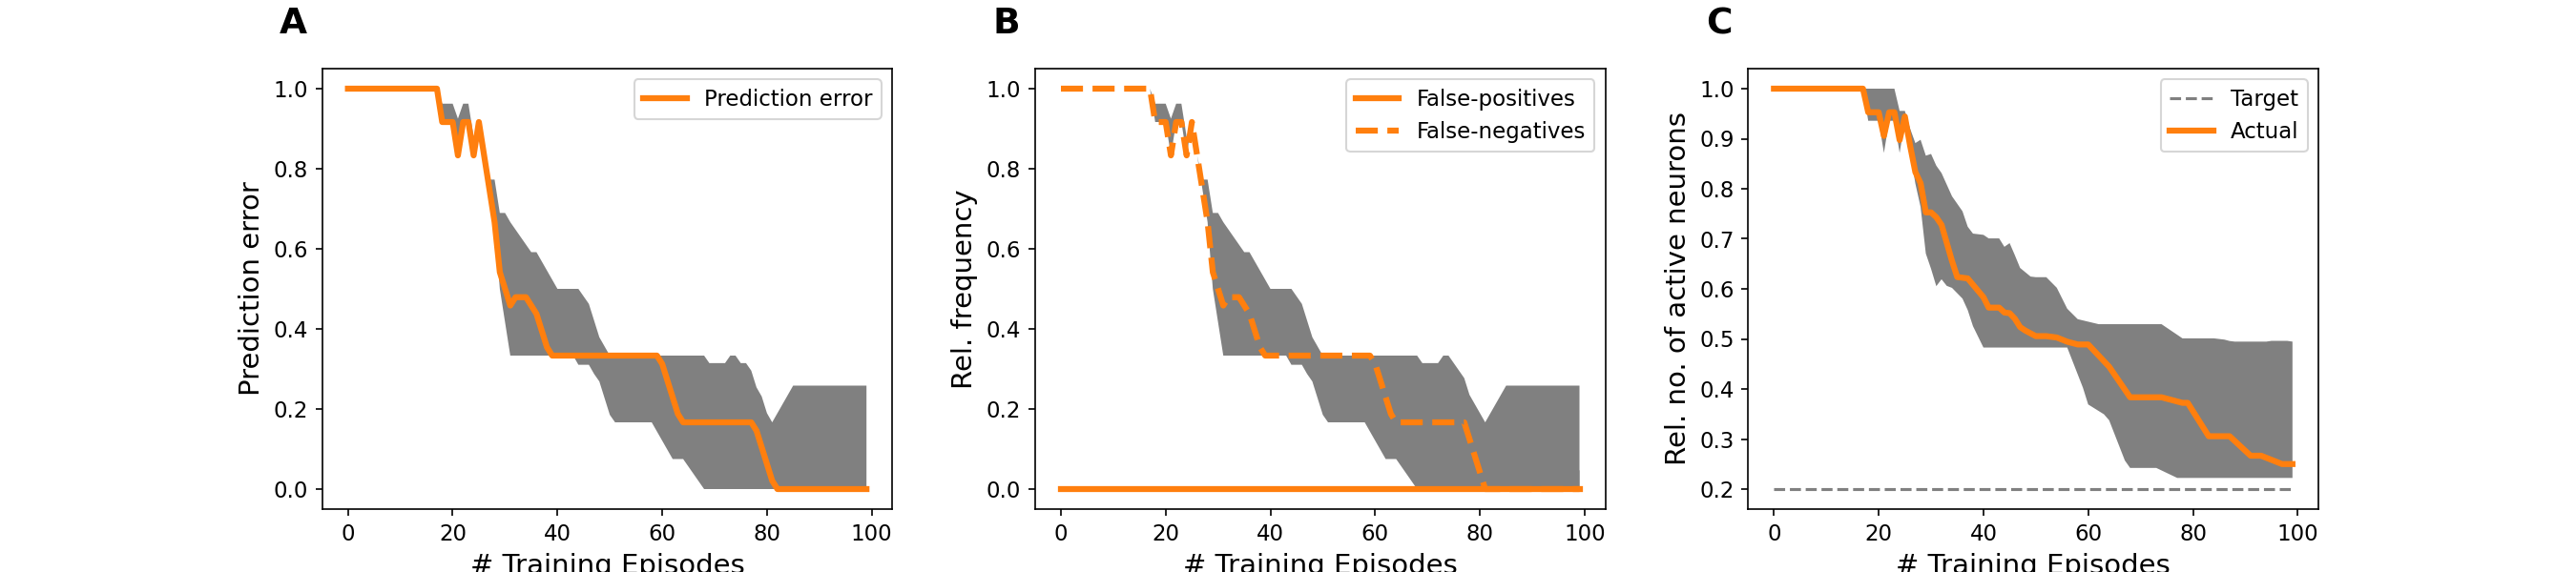 A
B
C
Prediction error
1.0
0.8
0.6
0.4
0.2
0.0
Prediction error
0
20
40
60
80
100
# Training Episodes
Rel. frequency
1.0
0.8
0.6
0.4
0.2
0.0
False-positives
False-negatives
0
20
40
60
80
100
# Training Episodes
Rel. no. of active neurons
1.0
0.9
0.8
0.7
0.6
0.5
0.4
0.3
0.2
Target
Actual
0
20
40
60
80
100
# Training Episodes